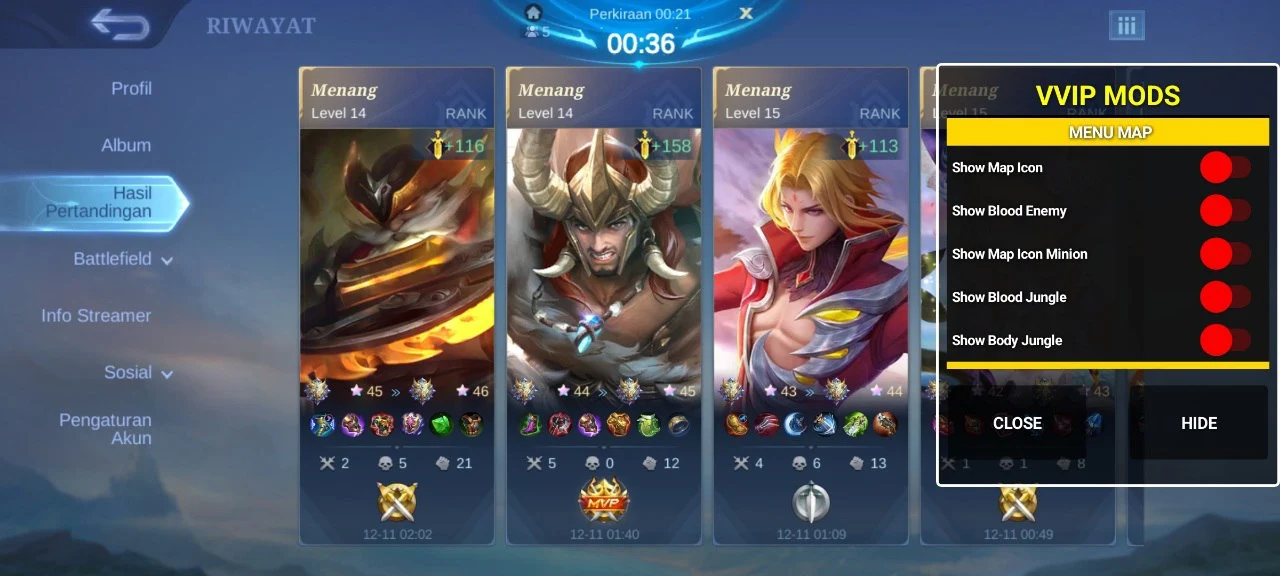 RIWAYAT
5
Perkiraan 00:21
X
00:36
Profil
Album
Hasil
Pertandingan
Battlefield
Info Streamer
Sosial
Pengaturan
Akun
Menang
Level 14
RANK
+116
45 » 46
2 5 21
12-11 02:02
Menang
Level 14
RANK
+158
44 » 45
5 0 12
MVP
12-11 01:40
Menang
Level 15
RANK
+113
43 » 44
4 6 13
12-11 01:09
Menang
Level 15
RANK
42 43
1 1 8
12-11 00:49
VVIP MODS
MENU MAP
Show Map Icon
Show Blood Enemy
Show Map Icon Minion
Show Blood Jungle
Show Body Jungle
CLOSE
HIDE